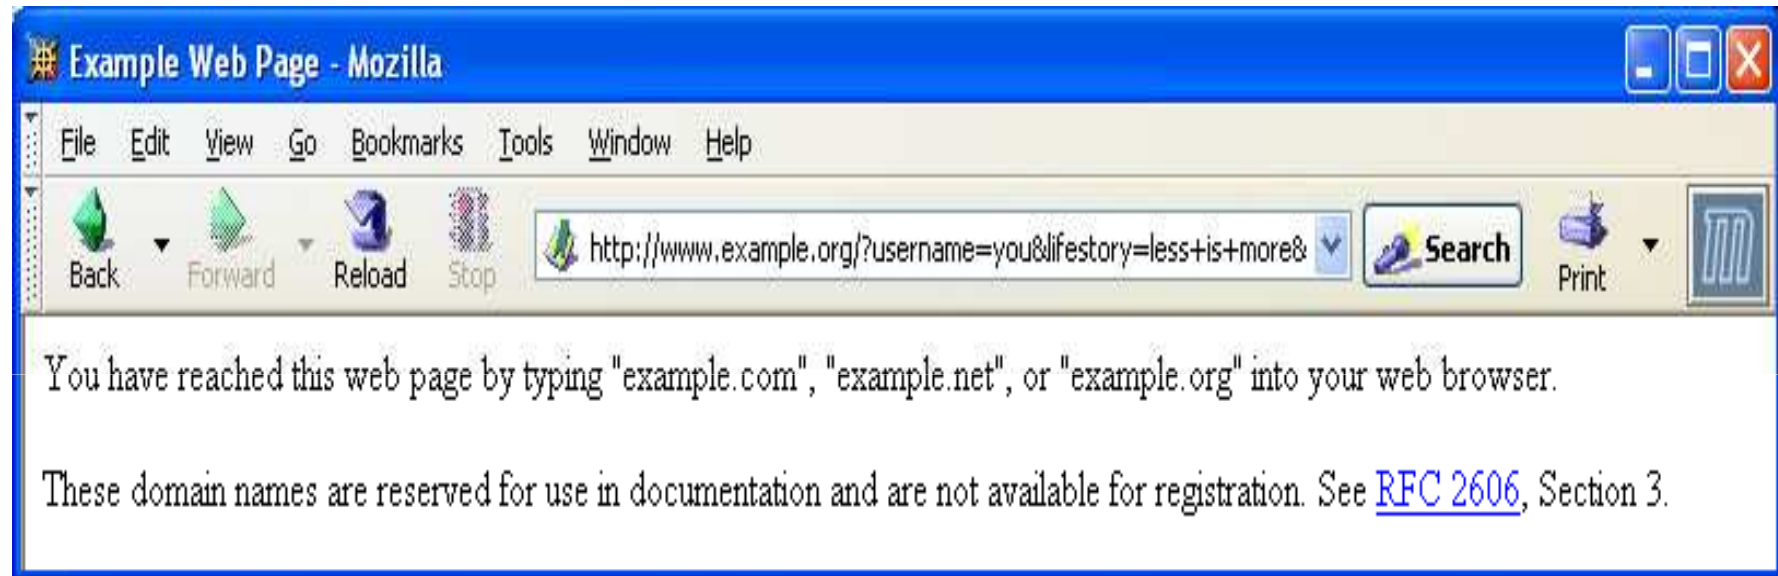 Example Web Page - Mozilla
File Edit View Go Bookmarks Tools Window Help
Back Forward Reload Stop http://www.example.org/?username=you&lifestory=less+is+more& Search Print m
You have reached this web page by typing "example.com", "example.net", or "example.org" into your web browser.
These domain names are reserved for use in documentation and are not available for registration. See RFC 2606, Section 3.